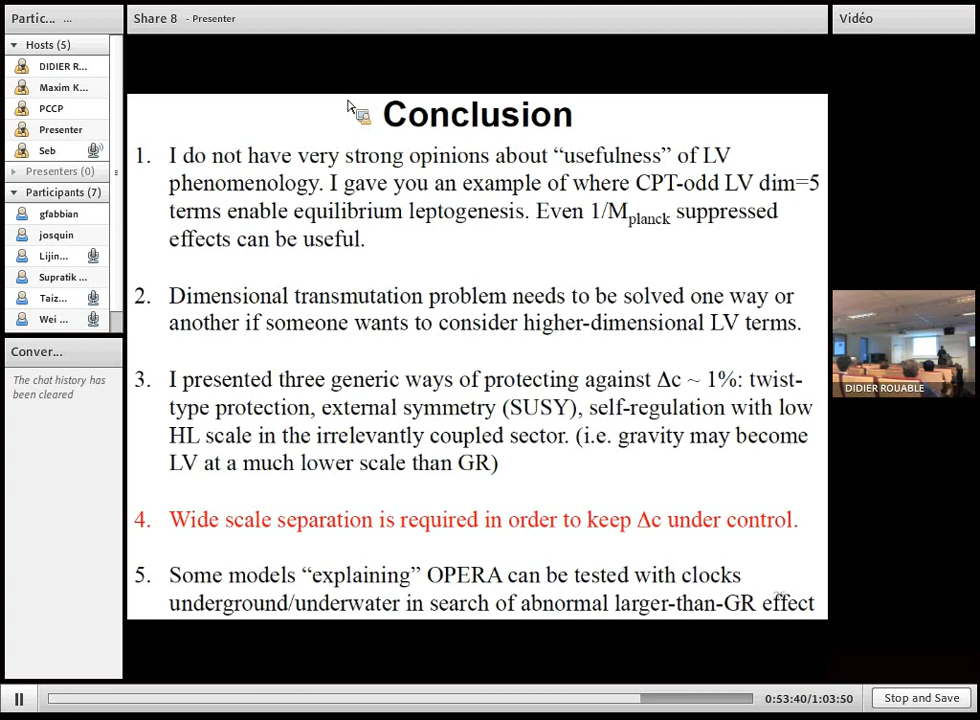 Partic... ...
Share 8 - Presenter
Vidéo
Hosts (5)
DIDIER R...
Maxim K...
PCCP
Presenter
Seb
Presenters (0)
Participants (7)
gfabbian
josquin
Lijin...
Supratik ...
Taiz...
Wei ...
Conver...
The chat history has
been cleared
Conclusion
1. I do not have very strong opinions about “usefulness” of LV
phenomenology. I gave you an example of where CPT-odd LV dim=5
terms enable equilibrium leptogenesis. Even 1/Mplanck suppressed
effects can be useful.
2. Dimensional transmutation problem needs to be solved one way or
another if someone wants to consider higher-dimensional LV terms.
3. I presented three generic ways of protecting against Δc ~ 1%: twist-
type protection, external symmetry (SUSY), self-regulation with low
HL scale in the irrelevantly coupled sector. (i.e. gravity may become
LV at a much lower scale than GR)
4. Wide scale separation is required in order to keep Δc under control.
5. Some models “explaining” OPERA can be tested with clocks
underground/underwater in search of abnormal larger-than-GR effect
DIDIER ROUABLE
0:53:40/1:03:50
Stop and Save